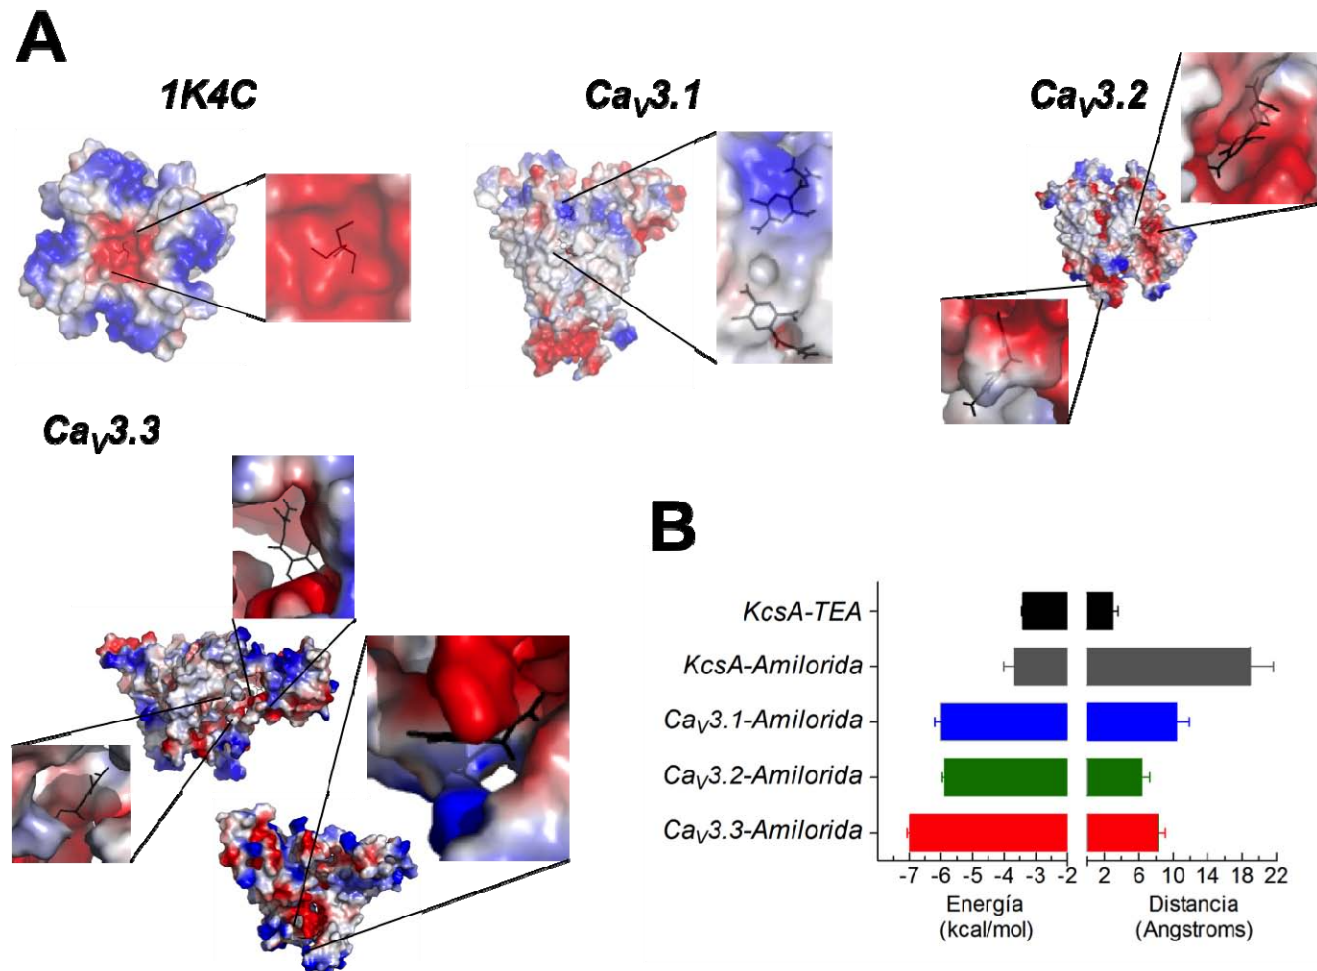 A
1K4C
CaV3.1
CaV3.2
CaV3.3
B
KcsA-TEA
KcsA-Amilorida
CaV3.1-Amilorida
CaV3.2-Amilorida
CaV3.3-Amilorida
-7 -6 -5 -4 -3 -2 2 6 10 14 18 22
Energía Distancia
(kcal/mol) (Angstroms)